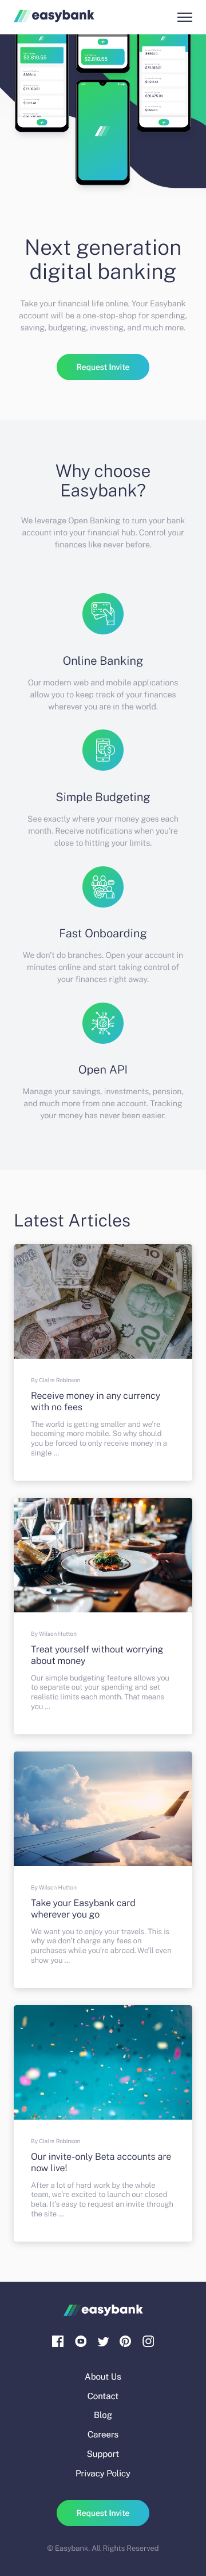 easybank
Next generation
digital banking
Take your financial life online. Your Easybank
account will be a one-stop-shop for spending,
saving, budgeting, investing, and much more.
Request Invite
Why choose
Easybank?
We leverage Open Banking to turn your bank
account into your financial hub. Control your
finances like never before.
Online Banking
Our modern web and mobile applications
allow you to keep track of your finances
wherever you are in the world.
Simple Budgeting
See exactly where your money goes each
month. Receive notifications when you're
close to hitting your limits.
Fast Onboarding
We don't do branches. Open your account in
minutes online and start taking control of
your finances right away.
Open API
Manage your savings, investments, pension,
and much more from one account. Tracking
your money has never been easier.
Latest Articles
By Claire Robinson
Receive money in any currency
with no fees
The world is getting smaller and we're
becoming more mobile. So why should
you be forced to only receive money in a
single …
By Wilson Hutton
Treat yourself without worrying
about money
Our simple budgeting feature allows you
to separate out your spending and set
realistic limits each month. That means
you …
By Wilson Hutton
Take your Easybank card
wherever you go
We want you to enjoy your travels. This is
why we don't charge any fees on
purchases while you're abroad. We'll even
show you …
By Claire Robinson
Our invite-only Beta accounts are
now live!
After a lot of hard work by the whole
team, we're excited to launch our closed
beta. It's easy to request an invite through
the site ...
easybank
About Us
Contact
Blog
Careers
Support
Privacy Policy
Request Invite
© Easybank. All Rights Reserved